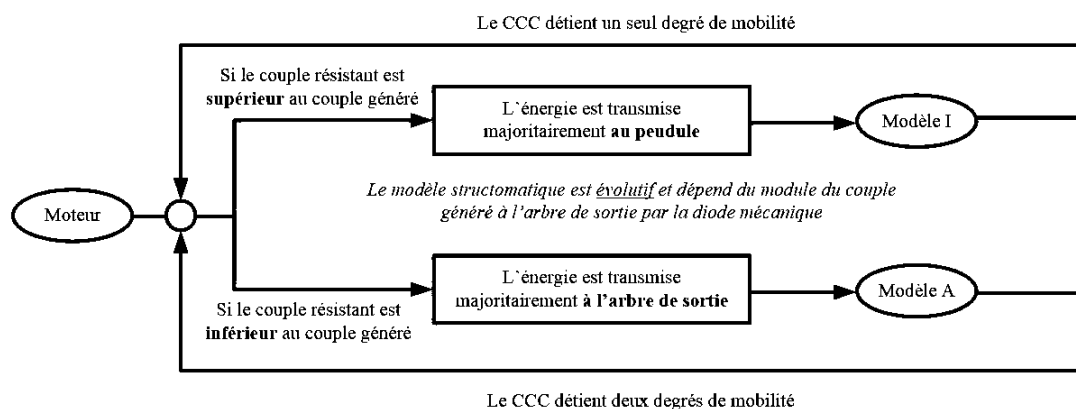 Le CCC détient un seul degré de mobilité
Si le couple résistant est
supérieur au couple généré
L'énergie est transmise
majoritairement au peudule
Modèle I
Le modèle structomatique est évolutif et dépend du module du couple
généré à l'arbre de sortie par la diode mécanique
Moteur
L'énergie est transmise
majoritairement à l'arbre de sortie
Modèle A
Si le couple résistant est
inférieur au couple généré
Le CCC détient deux degrés de mobilité